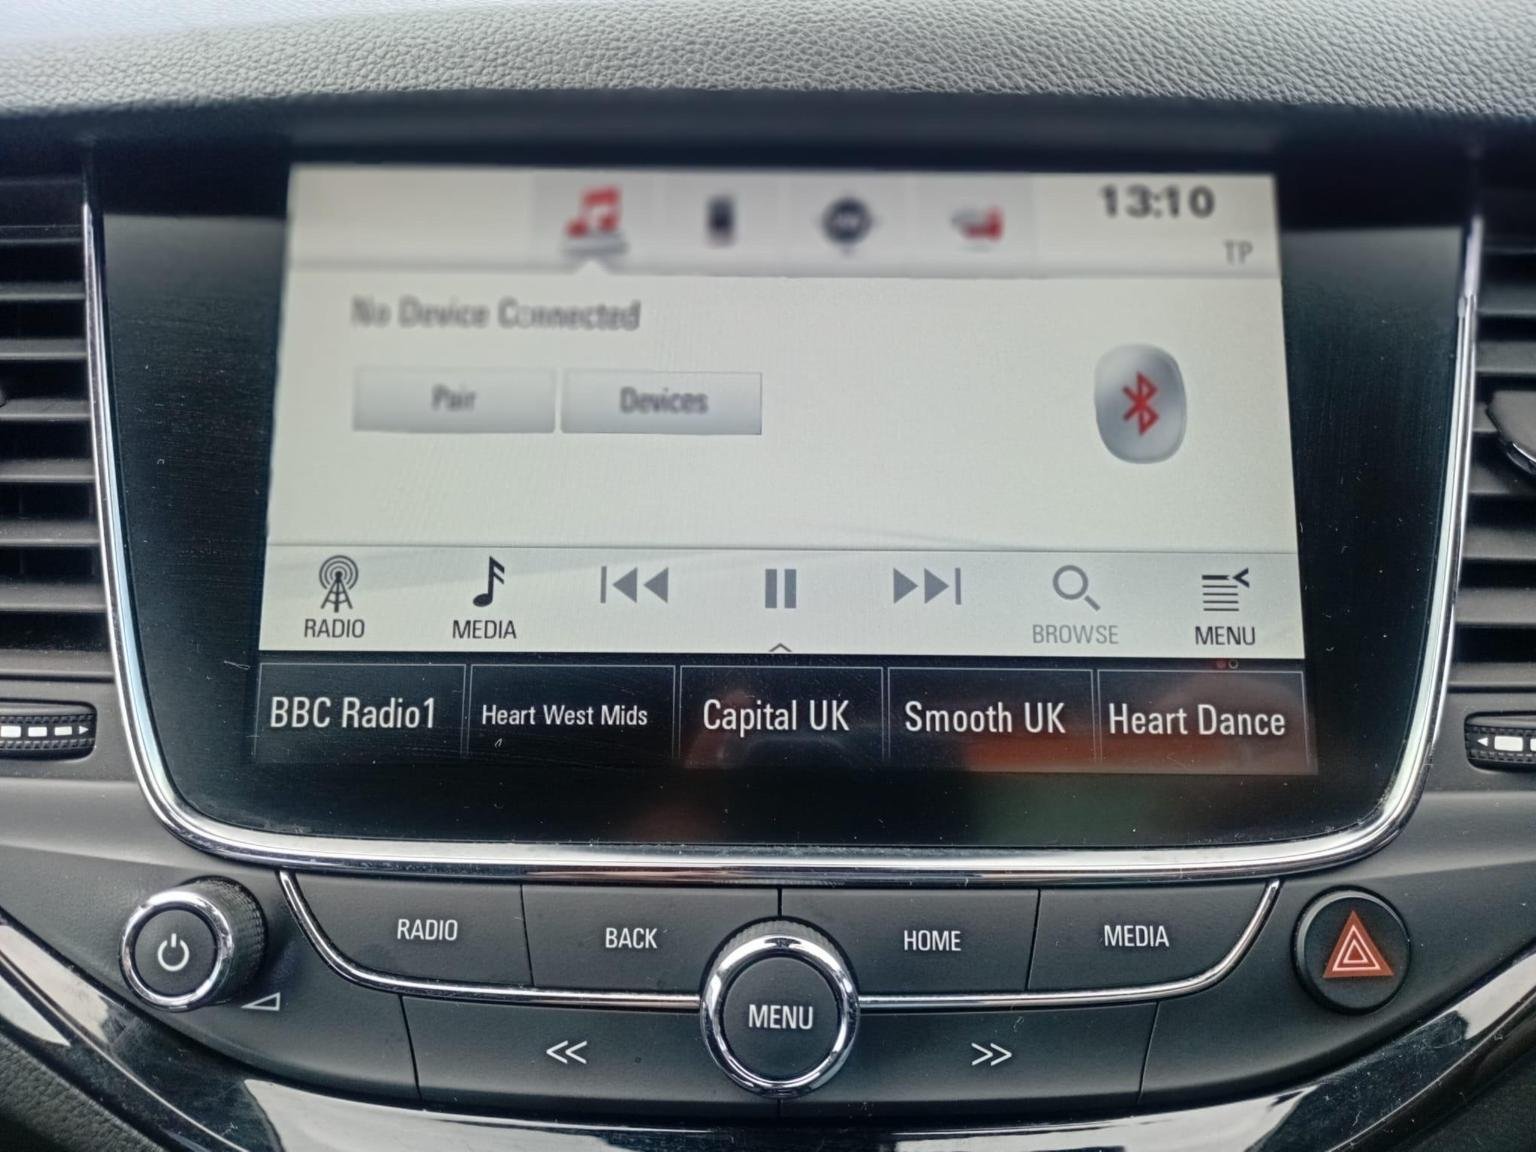 13:10
TP
No Device Connected
Pair
Devices
RADIO
MEDIA
BROWSE
MENU
BBC Radio1
Heart West Mids
Capital UK
Smooth UK
Heart Dance
RADIO
BACK
HOME
MEDIA
MENU